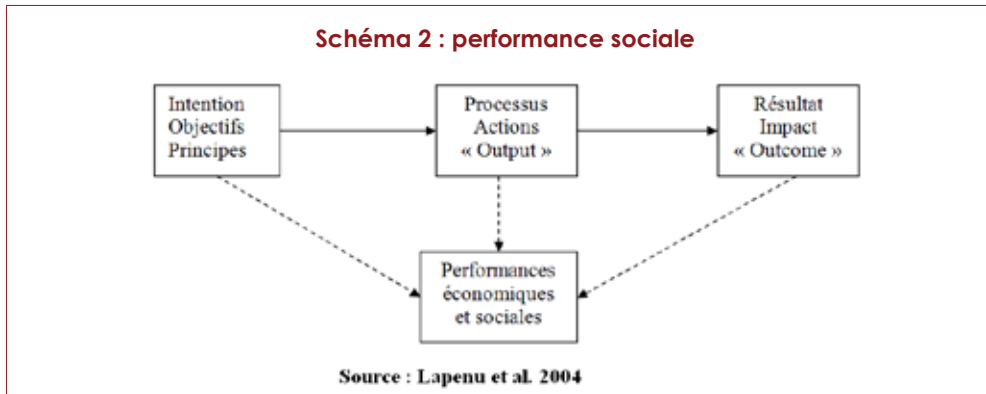 Schéma 2 : performance sociale
Intention
Objectifs
Principes
Processus
Actions
« Output »
Résultat
Impact
« Outcome »
Performances
économiques
et sociales
Source : Lapenu et al. 2004